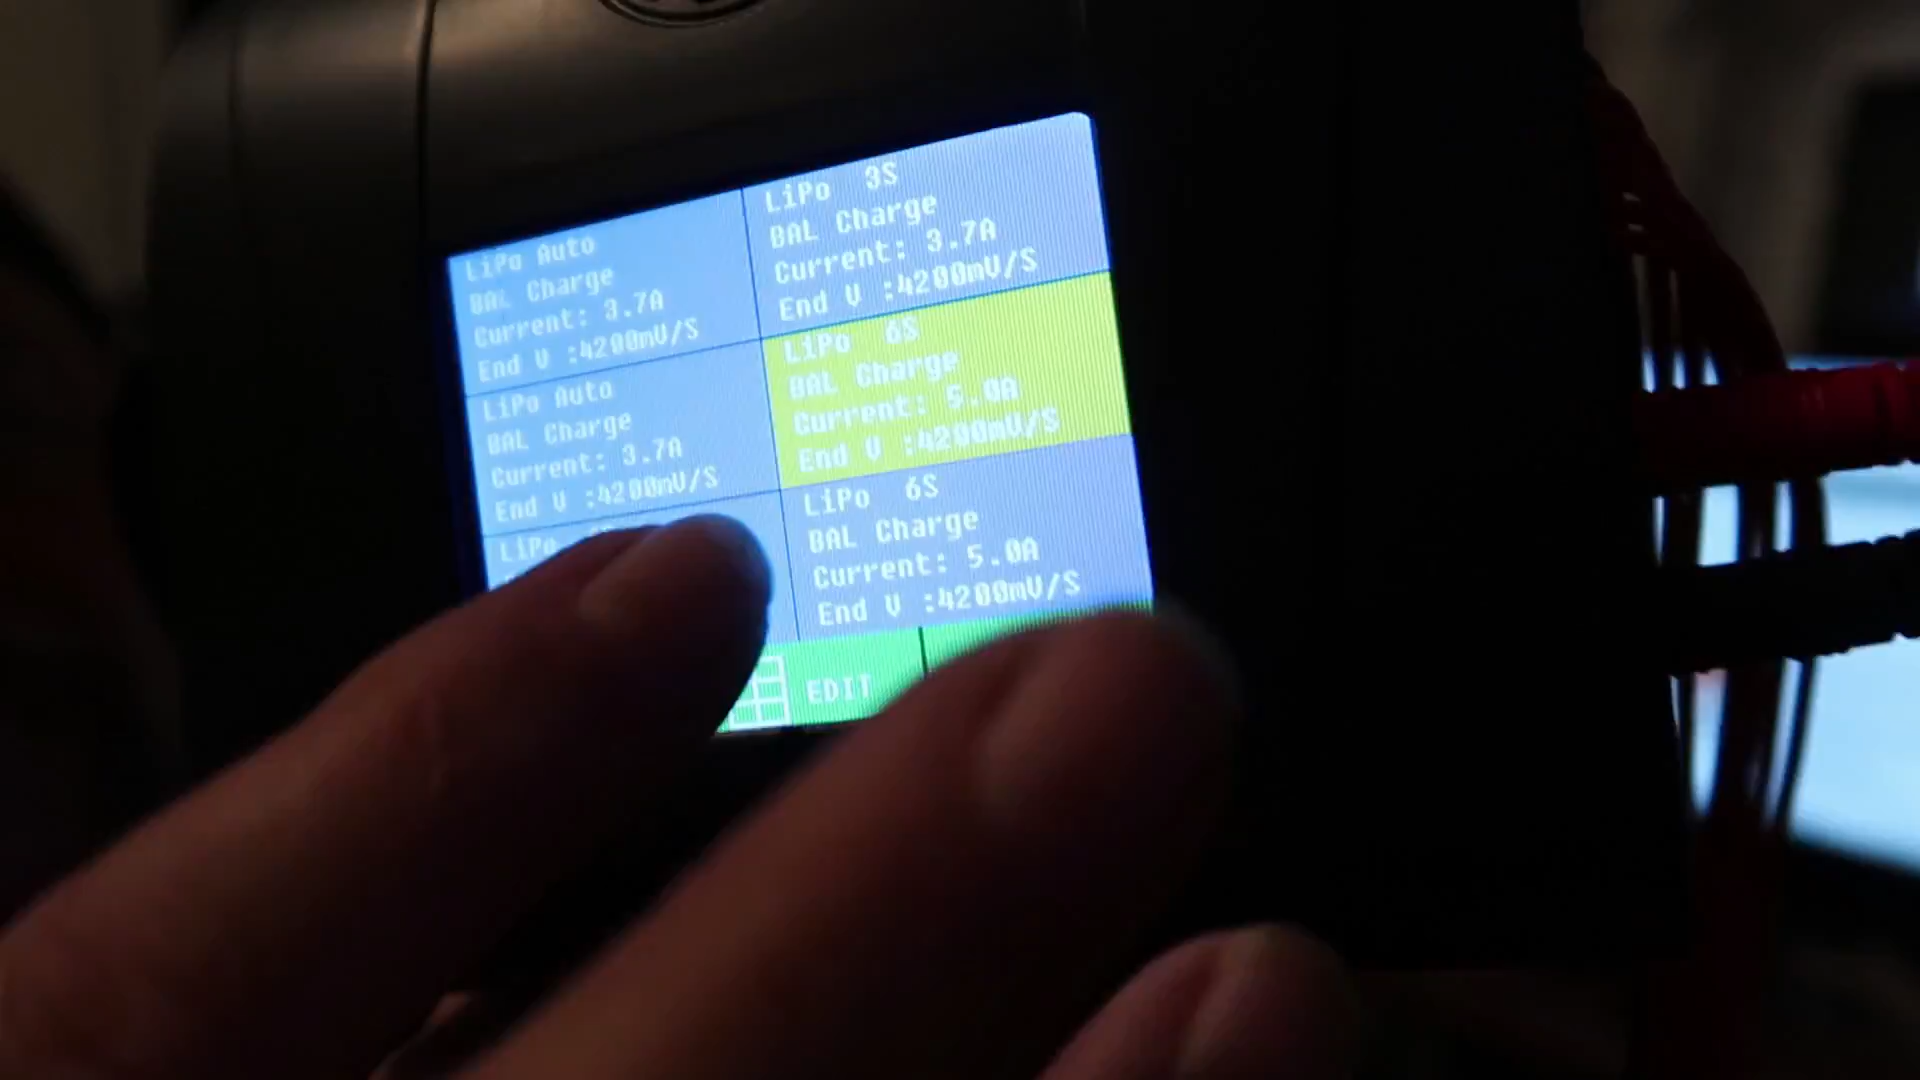 LiPo Auto
BAL Charge
Current: 3.7A
End V :4200mV/S
LiPo 3S
BAL Charge
Current: 3.7A
End V :4200mV/S
LiPo Auto
BAL Charge
Current: 3.7A
End V :4200mV/S
LiPo 6S
BAL Charge
Current: 5.0A
End V :4200mV/S
LiPo
LiPo 6S
BAL Charge
Current: 5.0A
End V :4200mV/S
EDIT